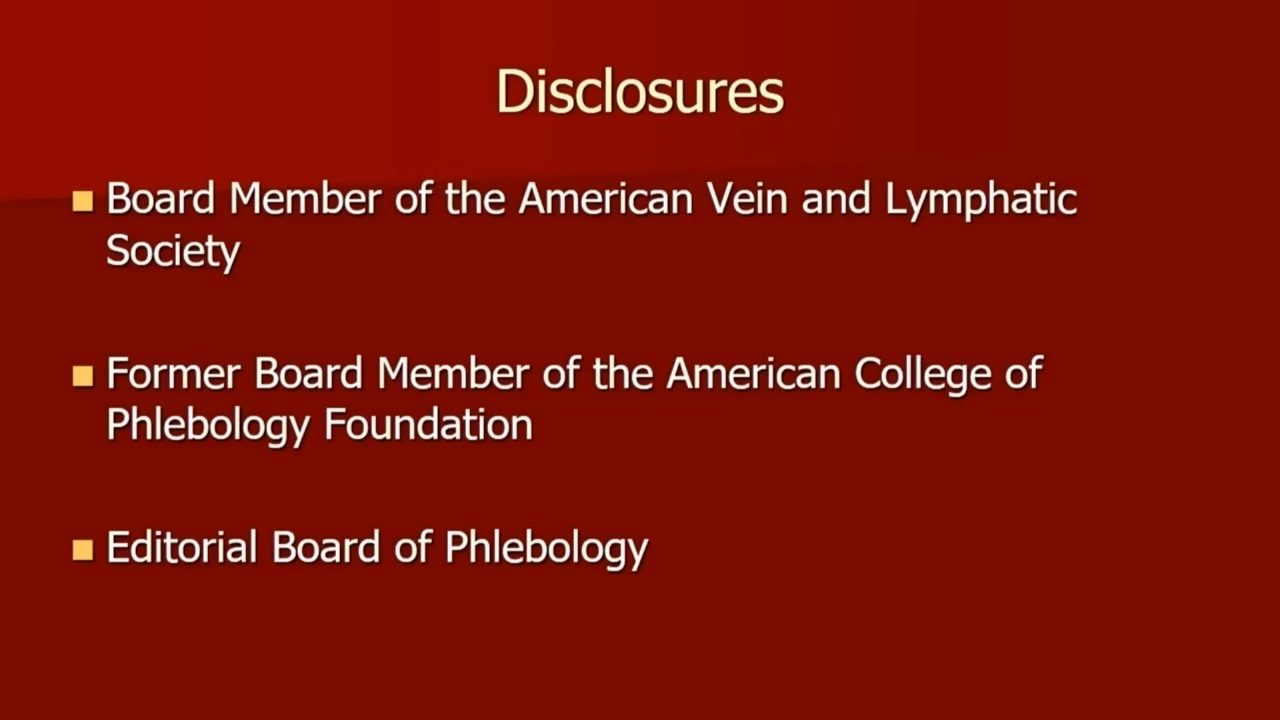 Disclosures
Board Member of the American Vein and Lymphatic
Society
Former Board Member of the American College of
Phlebology Foundation
Editorial Board of Phlebology